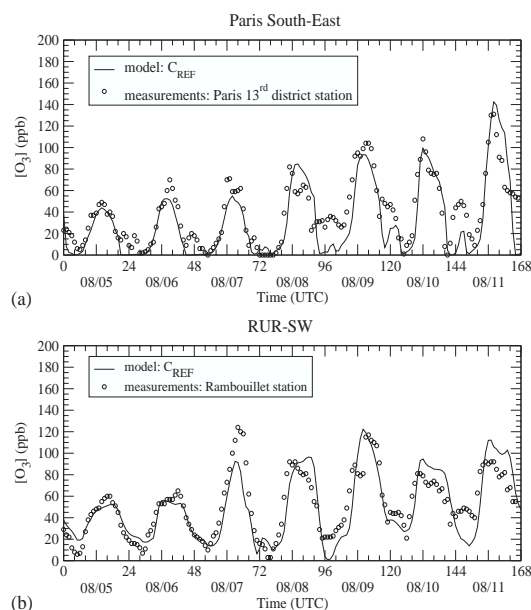 Paris South-East
200
180
160
140
120
100
80
60
40
20
0
[O3] (ppb)
model: CREF
measurements: Paris 13rd district station
0 24 48 72 96 120 144 168
08/05 08/06 08/07 08/08 08/09 08/10 08/11
(a)
Time (UTC)
RUR-SW
200
180
160
140
120
100
80
60
40
20
0
[O3] (ppb)
model: CREF
measurements: Rambouillet station
0 24 48 72 96 120 144 168
08/05 08/06 08/07 08/08 08/09 08/10 08/11
(b)
Time (UTC)